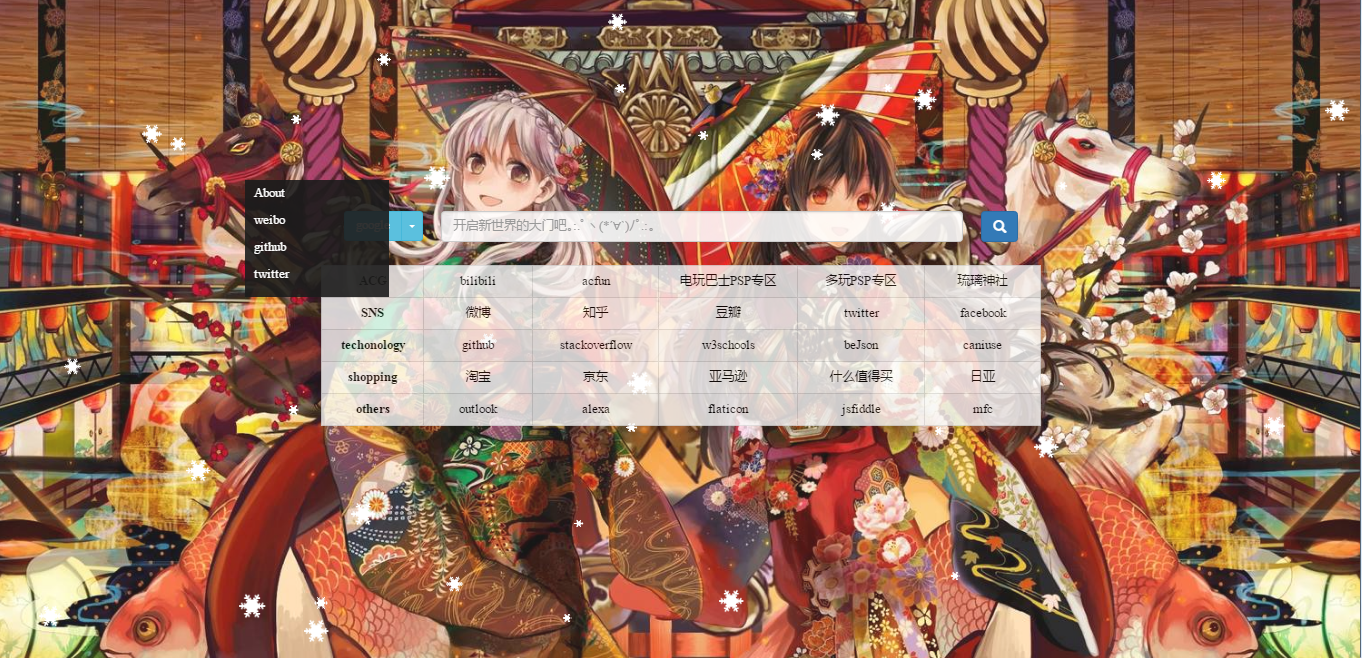 About
weibo
github
twitter
google
开启新世界的大门吧｡:.ﾟヽ(*´∀`)ﾉﾟ.:｡
ACG bilibili acfun 电玩巴士PSP专区 多玩PSP专区 琉璃神社
SNS 微博 知乎 豆瓣 twitter facebook
techonology github stackoverflow w3schools beJson caniuse
shopping 淘宝 京东 亚马逊 什么值得买 日亚
others outlook alexa flaticon jsfiddle mfc